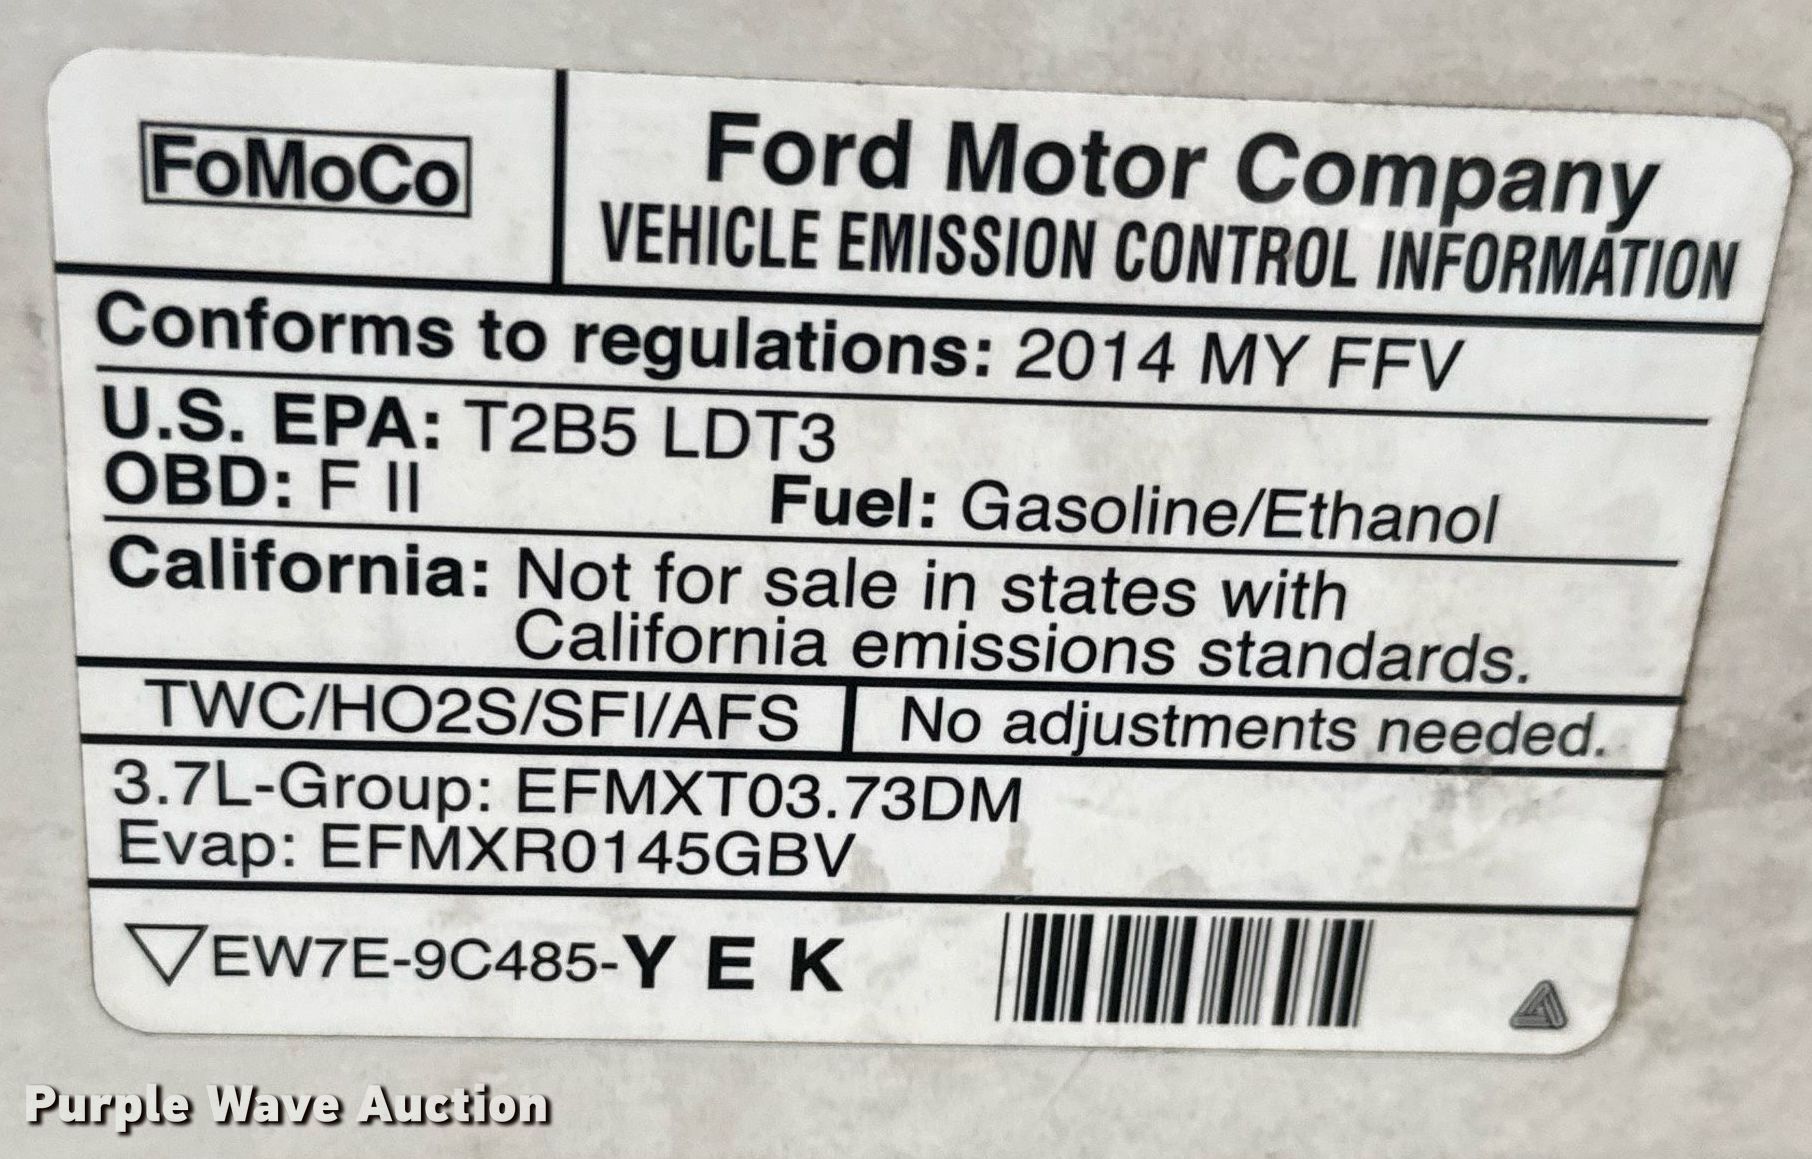 FoMoCo
Ford Motor Company
VEHICLE EMISSION CONTROL INFORMATION
Conforms to regulations: 2014 MY FFV
U.S. EPA: T2B5 LDT3
OBD: F II Fuel: Gasoline/Ethanol
California: Not for sale in states with
California emissions standards.
TWC/HO2S/SFI/AFS No adjustments needed.
3.7L-Group: EFMXT03.73DM
Evap: EFMXR0145GBV
EW7E-9C485-Y E K
Purple Wave Auction